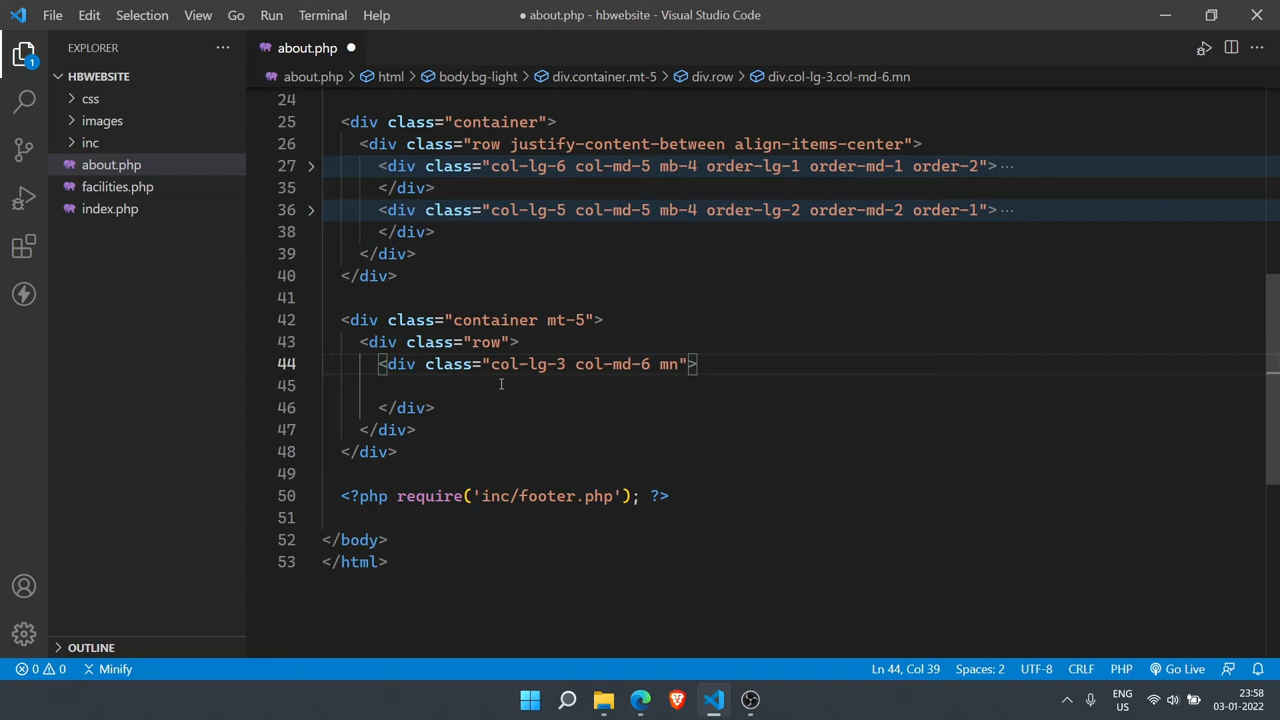 File Edit Selection View Go Run Terminal Help
● about.php - hbwebsite - Visual Studio Code
EXPLORER
HBWEBSITE
css
images
inc
about.php
facilities.php
index.php
OUTLINE
1
about.php
about.php > html > body.bg-light > div.container.mt-5 > div.row > div.col-lg-3.col-md-6.mn
24
25 <div class="container">
26 <div class="row justify-content-between align-items-center">
27 <div class="col-lg-6 col-md-5 mb-4 order-lg-1 order-md-1 order-2">···
35 </div>
36 <div class="col-lg-5 col-md-5 mb-4 order-lg-2 order-md-2 order-1">···
38 </div>
39 </div>
40 </div>
41
42 <div class="container mt-5">
43 <div class="row">
44 <div class="col-lg-3 col-md-6 mn">
45
46 </div>
47 </div>
48 </div>
49
50 <?php require('inc/footer.php'); ?>
51
52 </body>
53 </html>
0 0 Minify
Ln 44, Col 39 Spaces: 2 UTF-8 CRLF PHP Go Live
ENG
US
23:58
03-01-2022